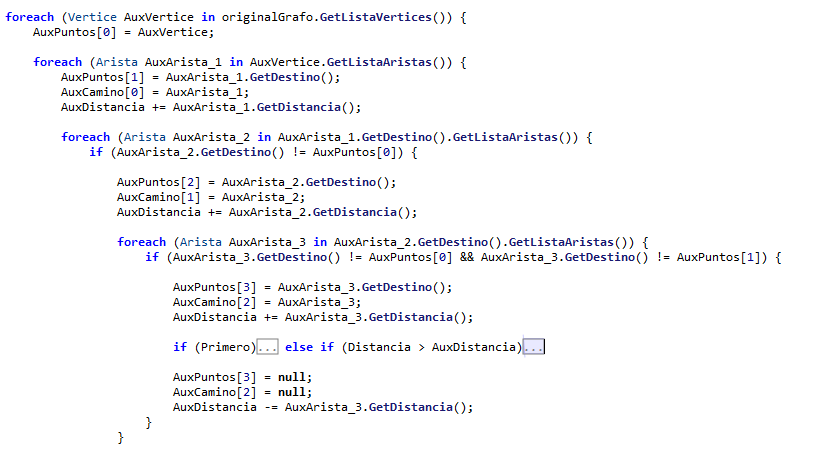 foreach (Vertice AuxVertice in originalGrafo.GetListaVertices()) {
AuxPuntos[0] = AuxVertice;
foreach (Arista AuxArista_1 in AuxVertice.GetListaAristas()) {
AuxPuntos[1] = AuxArista_1.GetDestino();
AuxCamino[0] = AuxArista_1;
AuxDistancia += AuxArista_1.GetDistancia();
foreach (Arista AuxArista_2 in AuxArista_1.GetDestino().GetListaAristas()) {
if (AuxArista_2.GetDestino() != AuxPuntos[0]) {
AuxPuntos[2] = AuxArista_2.GetDestino();
AuxCamino[1] = AuxArista_2;
AuxDistancia += AuxArista_2.GetDistancia();
foreach (Arista AuxArista_3 in AuxArista_2.GetDestino().GetListaAristas()) {
if (AuxArista_3.GetDestino() != AuxPuntos[0] && AuxArista_3.GetDestino() != AuxPuntos[1]) {
AuxPuntos[3] = AuxArista_3.GetDestino();
AuxCamino[2] = AuxArista_3;
AuxDistancia += AuxArista_3.GetDistancia();
if (Primero)... else if (Distancia > AuxDistancia)...
AuxPuntos[3] = null;
AuxCamino[2] = null;
AuxDistancia -= AuxArista_3.GetDistancia();
}
}